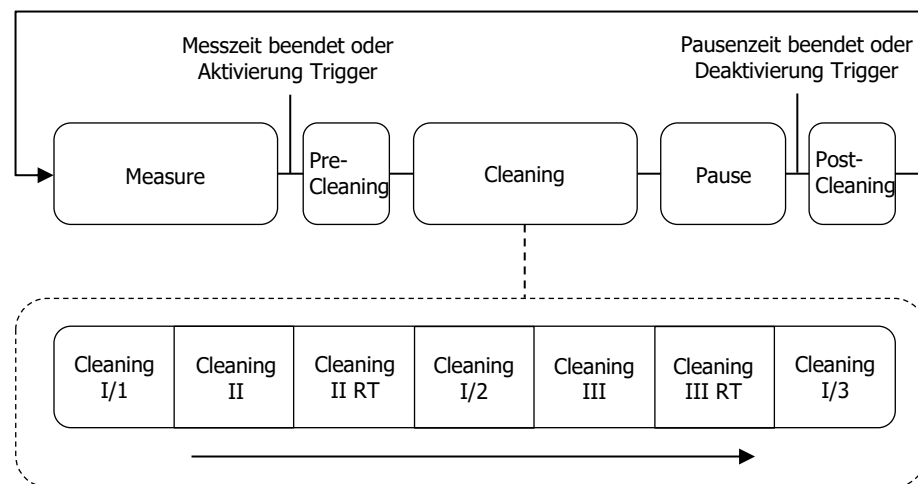 Messzeit beendet oder
Aktivierung Trigger
Pausenzeit beendet oder
Deaktivierung Trigger
Measure
Pre-
Cleaning
Cleaning
Pause
Post-
Cleaning
Cleaning
I/1
Cleaning
II
Cleaning
II RT
Cleaning
I/2
Cleaning
III
Cleaning
III RT
Cleaning
I/3